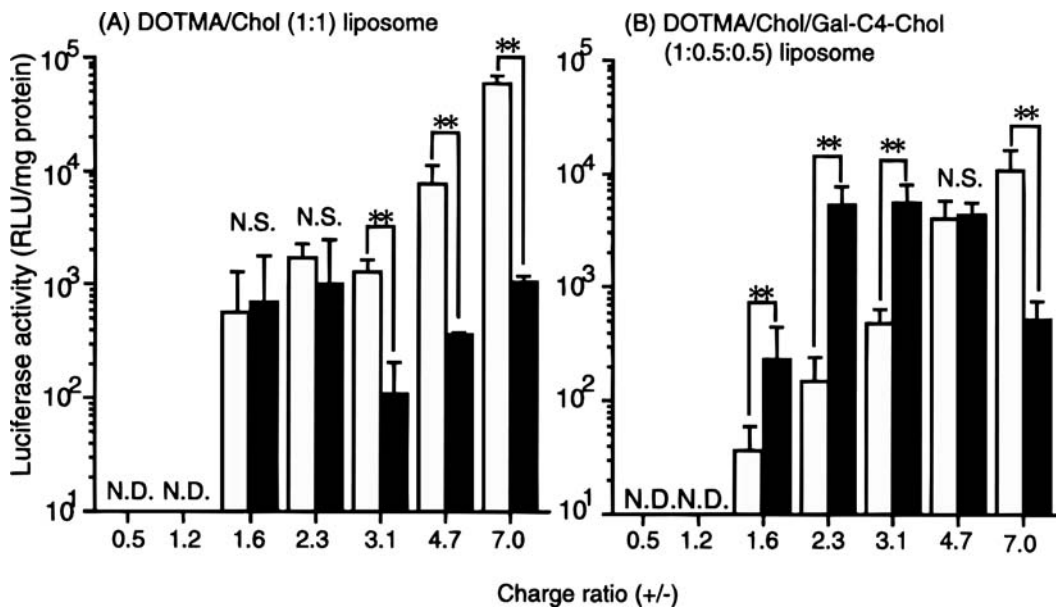 (A) DOTMA/Chol (1:1) liposome
Luciferase activity (RLU/mg protein)
10^5
10^4
10^3
10^2
10^1
N.D. N.D.
N.S.
N.S.
**
**
**
0.5 1.2 1.6 2.3 3.1 4.7 7.0
(B) DOTMA/Chol/Gal-C4-Chol
(1:0.5:0.5) liposome
10^5
10^4
10^3
10^2
10^1
N.D. N.D.
**
**
**
N.S.
**
0.5 1.2 1.6 2.3 3.1 4.7 7.0
Charge ratio (+/-)